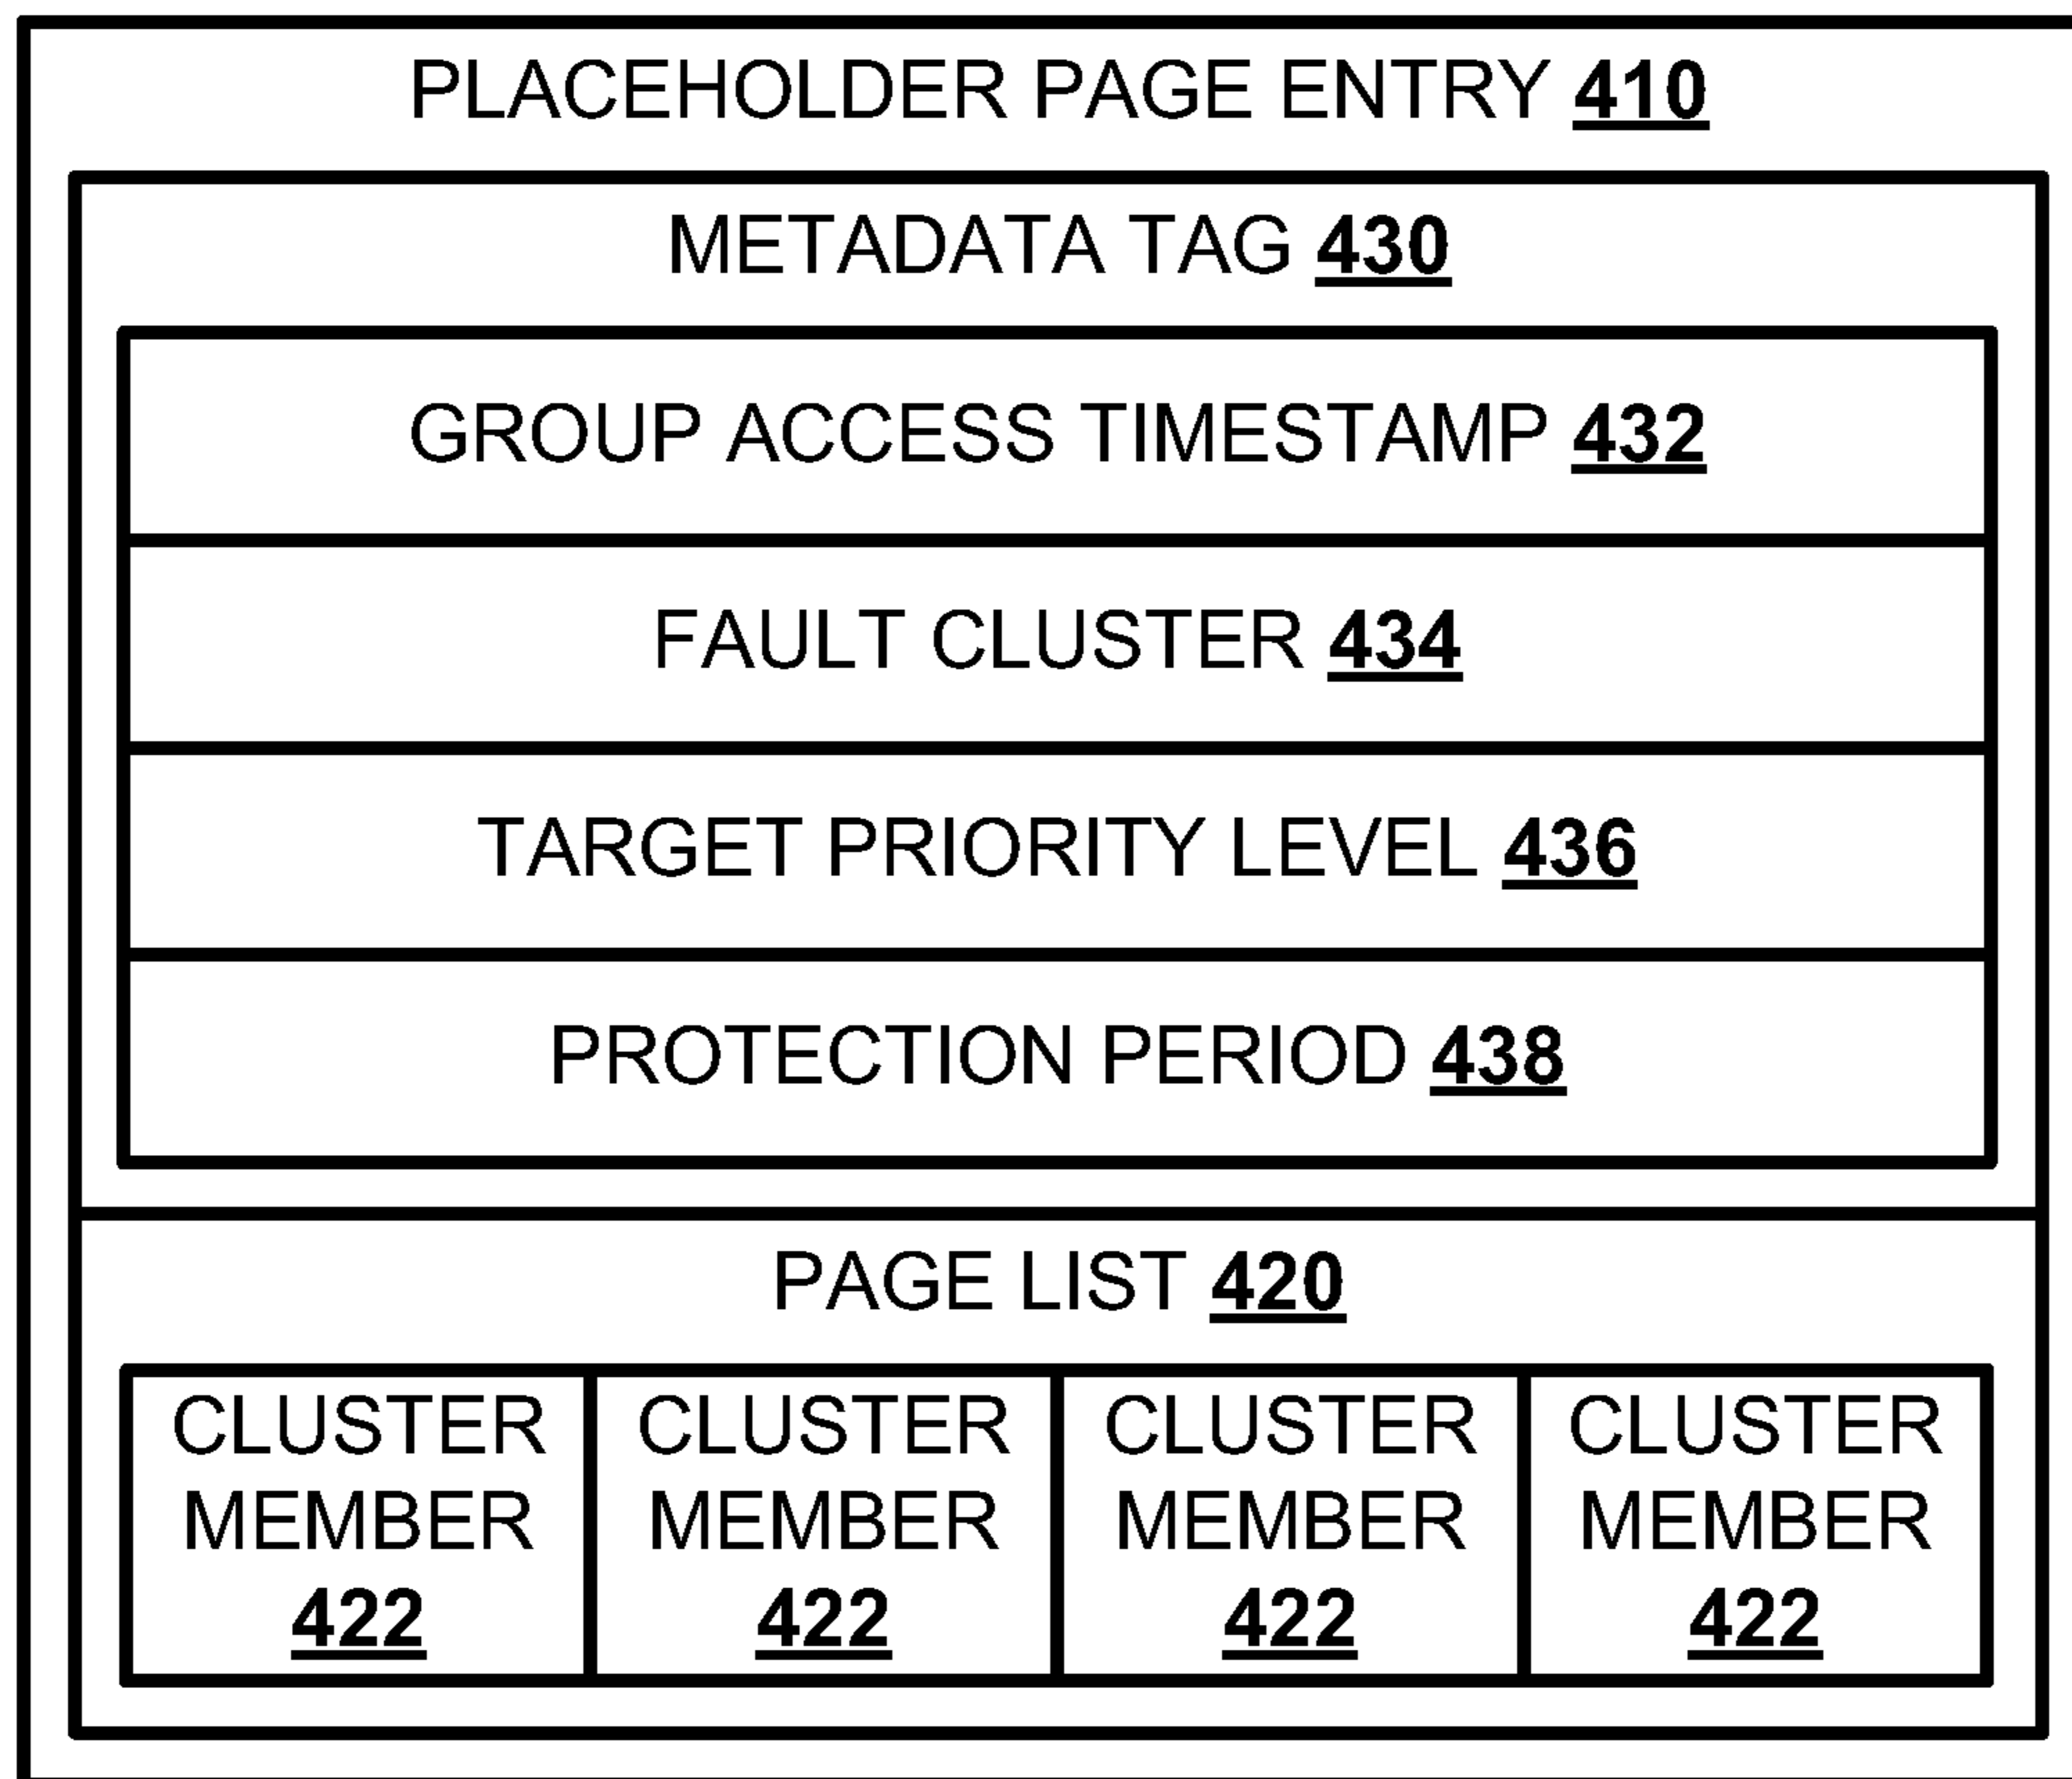 PLACEHOLDER PAGE ENTRY 410
METADATA TAG 430
GROUP ACCESS TIMESTAMP 432
FAULT CLUSTER 434
TARGET PRIORITY LEVEL 436
PROTECTION PERIOD 438
PAGE LIST 420
CLUSTER
MEMBER
422
CLUSTER
MEMBER
422
CLUSTER
MEMBER
422
CLUSTER
MEMBER
422